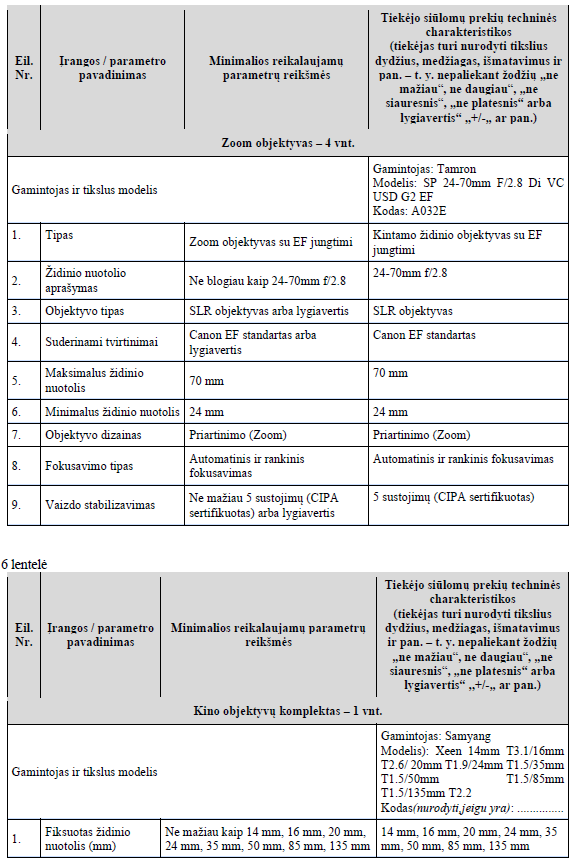 Eil. Nr.
Įrangos / parametro pavadinimas
Minimalios reikalaujamų parametrų reikšmės
Tiekėjo siūlomų prekių techninės
charakteristikos
(tiekėjas turi nurodyti tikslius
dydžius, medžiagas, išmatavimus ir
pan. – t. y. nepaliekant žodžių „ne
mažiau“, ne daugiau“, „ne
siauresnis“, „ne platesnis“ arba
lygiavertis“ „+/-„ ar pan.)
Zoom objektyvas – 4 vnt.
Gamintojas ir tikslus modelis
Gamintojas: Tamron
Modelis: SP 24-70mm F/2.8 Di VC
USD G2 EF
Kodas: A032E
1.
Tipas
Zoom objektyvas su EF jungtimi
Kintamo židinio objektyvas su EF
jungtimi
2.
Židinio nuotolio
aprašymas
Ne blogiau kaip 24-70mm f/2.8
24-70mm f/2.8
3.
Objektyvo tipas
SLR objektyvas arba lygiavertis
SLR objektyvas
4.
Suderinami tvirtinimai
Canon EF standartas arba
lygiavertis
Canon EF standartas
5.
Maksimalus židinio
nuotolis
70 mm
70 mm
6.
Minimalus židinio nuotolis
24 mm
24 mm
7.
Objektyvo dizainas
Priartinimo (Zoom)
Priartinimo (Zoom)
8.
Fokusavimo tipas
Automatinis ir rankinis
fokusavimas
Automatinis ir rankinis fokusavimas
9.
Vaizdo stabilizavimas
Ne mažiau 5 sustojimų (CIPA
sertifikuotas) arba lygiavertis
5 sustojimų (CIPA sertifikuotas)
6 lentelė
Eil.
Nr.
Įrangos / parametro
pavadinimas
Minimalios reikalaujamų parametrų
reikšmės
Tiekėjo siūlomų prekių techninės
charakteristikos
(tiekėjas turi nurodyti tikslius
dydžius, medžiagas, išmatavimus
ir pan. – t. y. nepaliekant žodžių
„ne mažiau“, ne daugiau“, „ne
siauresnis“, „ne platesnis“ arba
lygiavertis“ „+/-„ ar pan.)
Kino objektyvų komplektas – 1 vnt.
Gamintojas ir tikslus modelis
Gamintojas: Samyang
Modelis): Xeen 14mm T3.1/16mm
T2.6/ 20mm T1.9/24mm T1.5/35mm
T1.5/50mm T1.5/85mm
T1.5/135mm T2.2
Kodas(nurodyti,jeigu yra): ...............
1.
Fiksuotas židinio
nuotolis (mm)
Ne mažiau kaip 14 mm, 16 mm, 20 mm,
24 mm, 35 mm, 50 mm, 85 mm, 135 mm
14 mm, 16 mm, 20 mm, 24 mm, 35
mm, 50 mm, 85 mm, 135 mm